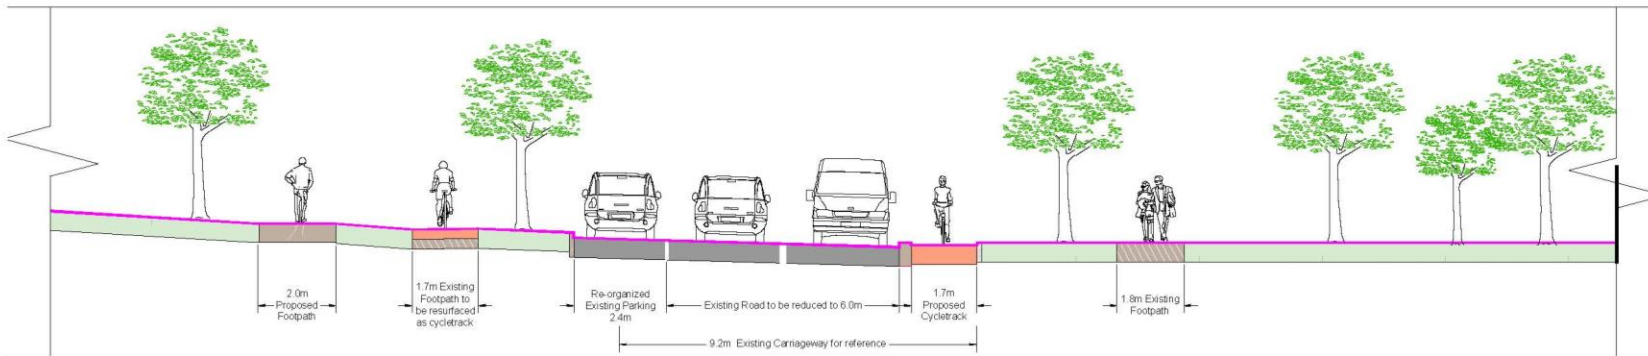 2.0m
Proposed
Footpath
1.7m Existing
Footpath to
be resurfaced
as cycletrack
Re-organized
Existing Parking
2.4m
Existing Road to be reduced to 6.0m
1.7m
Proposed
Cycletrack
1.8m Existing
Footpath
9.2m Existing Carriageway for reference